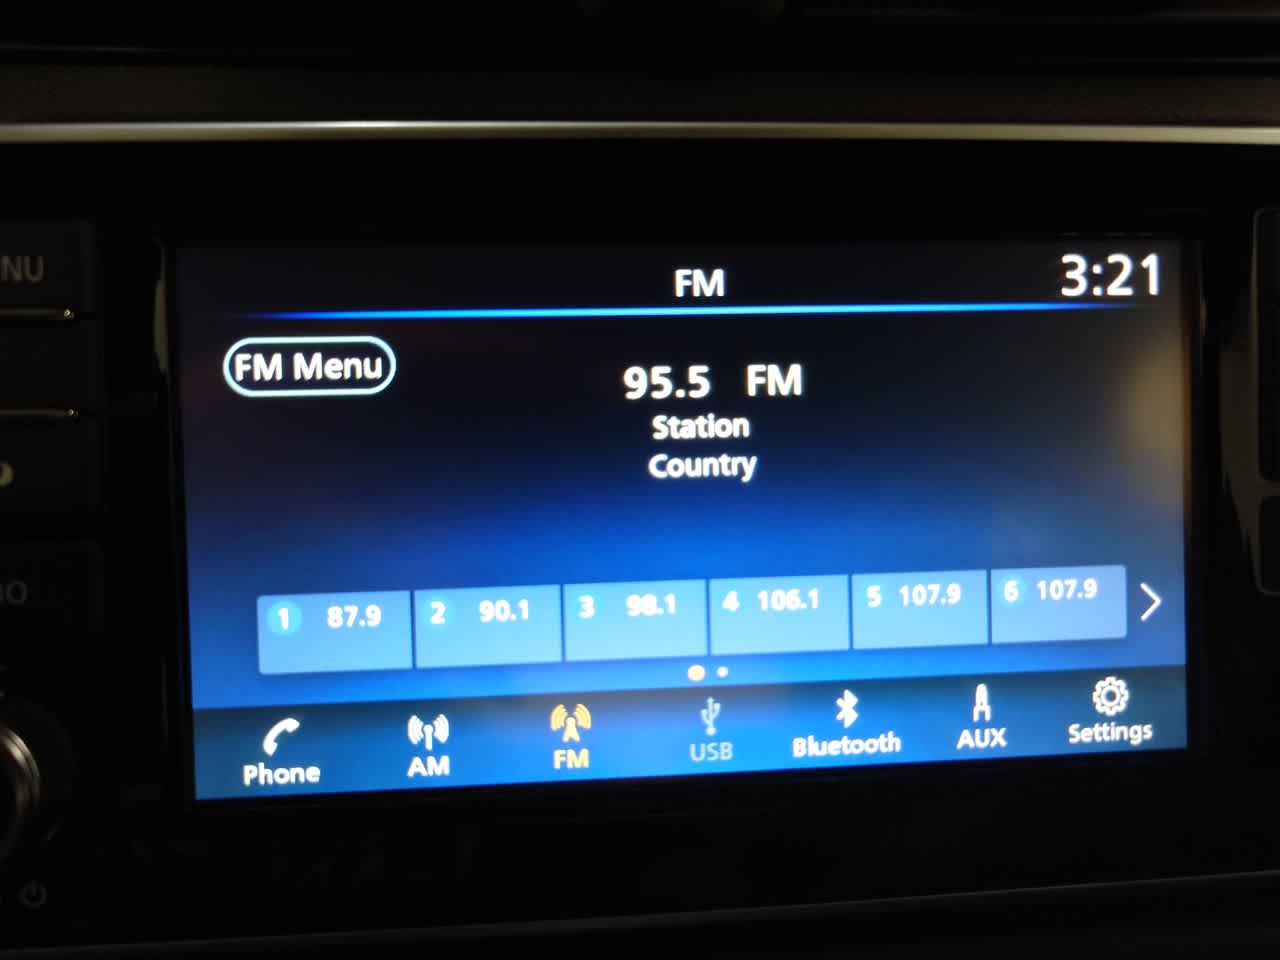 NU
FM
3:21
FM Menu
95.5 FM
Station
Country
1 87.9
2 90.1
3 98.1
4 106.1
5 107.9
6 107.9
Phone
AM
FM
USB
Bluetooth
AUX
Settings